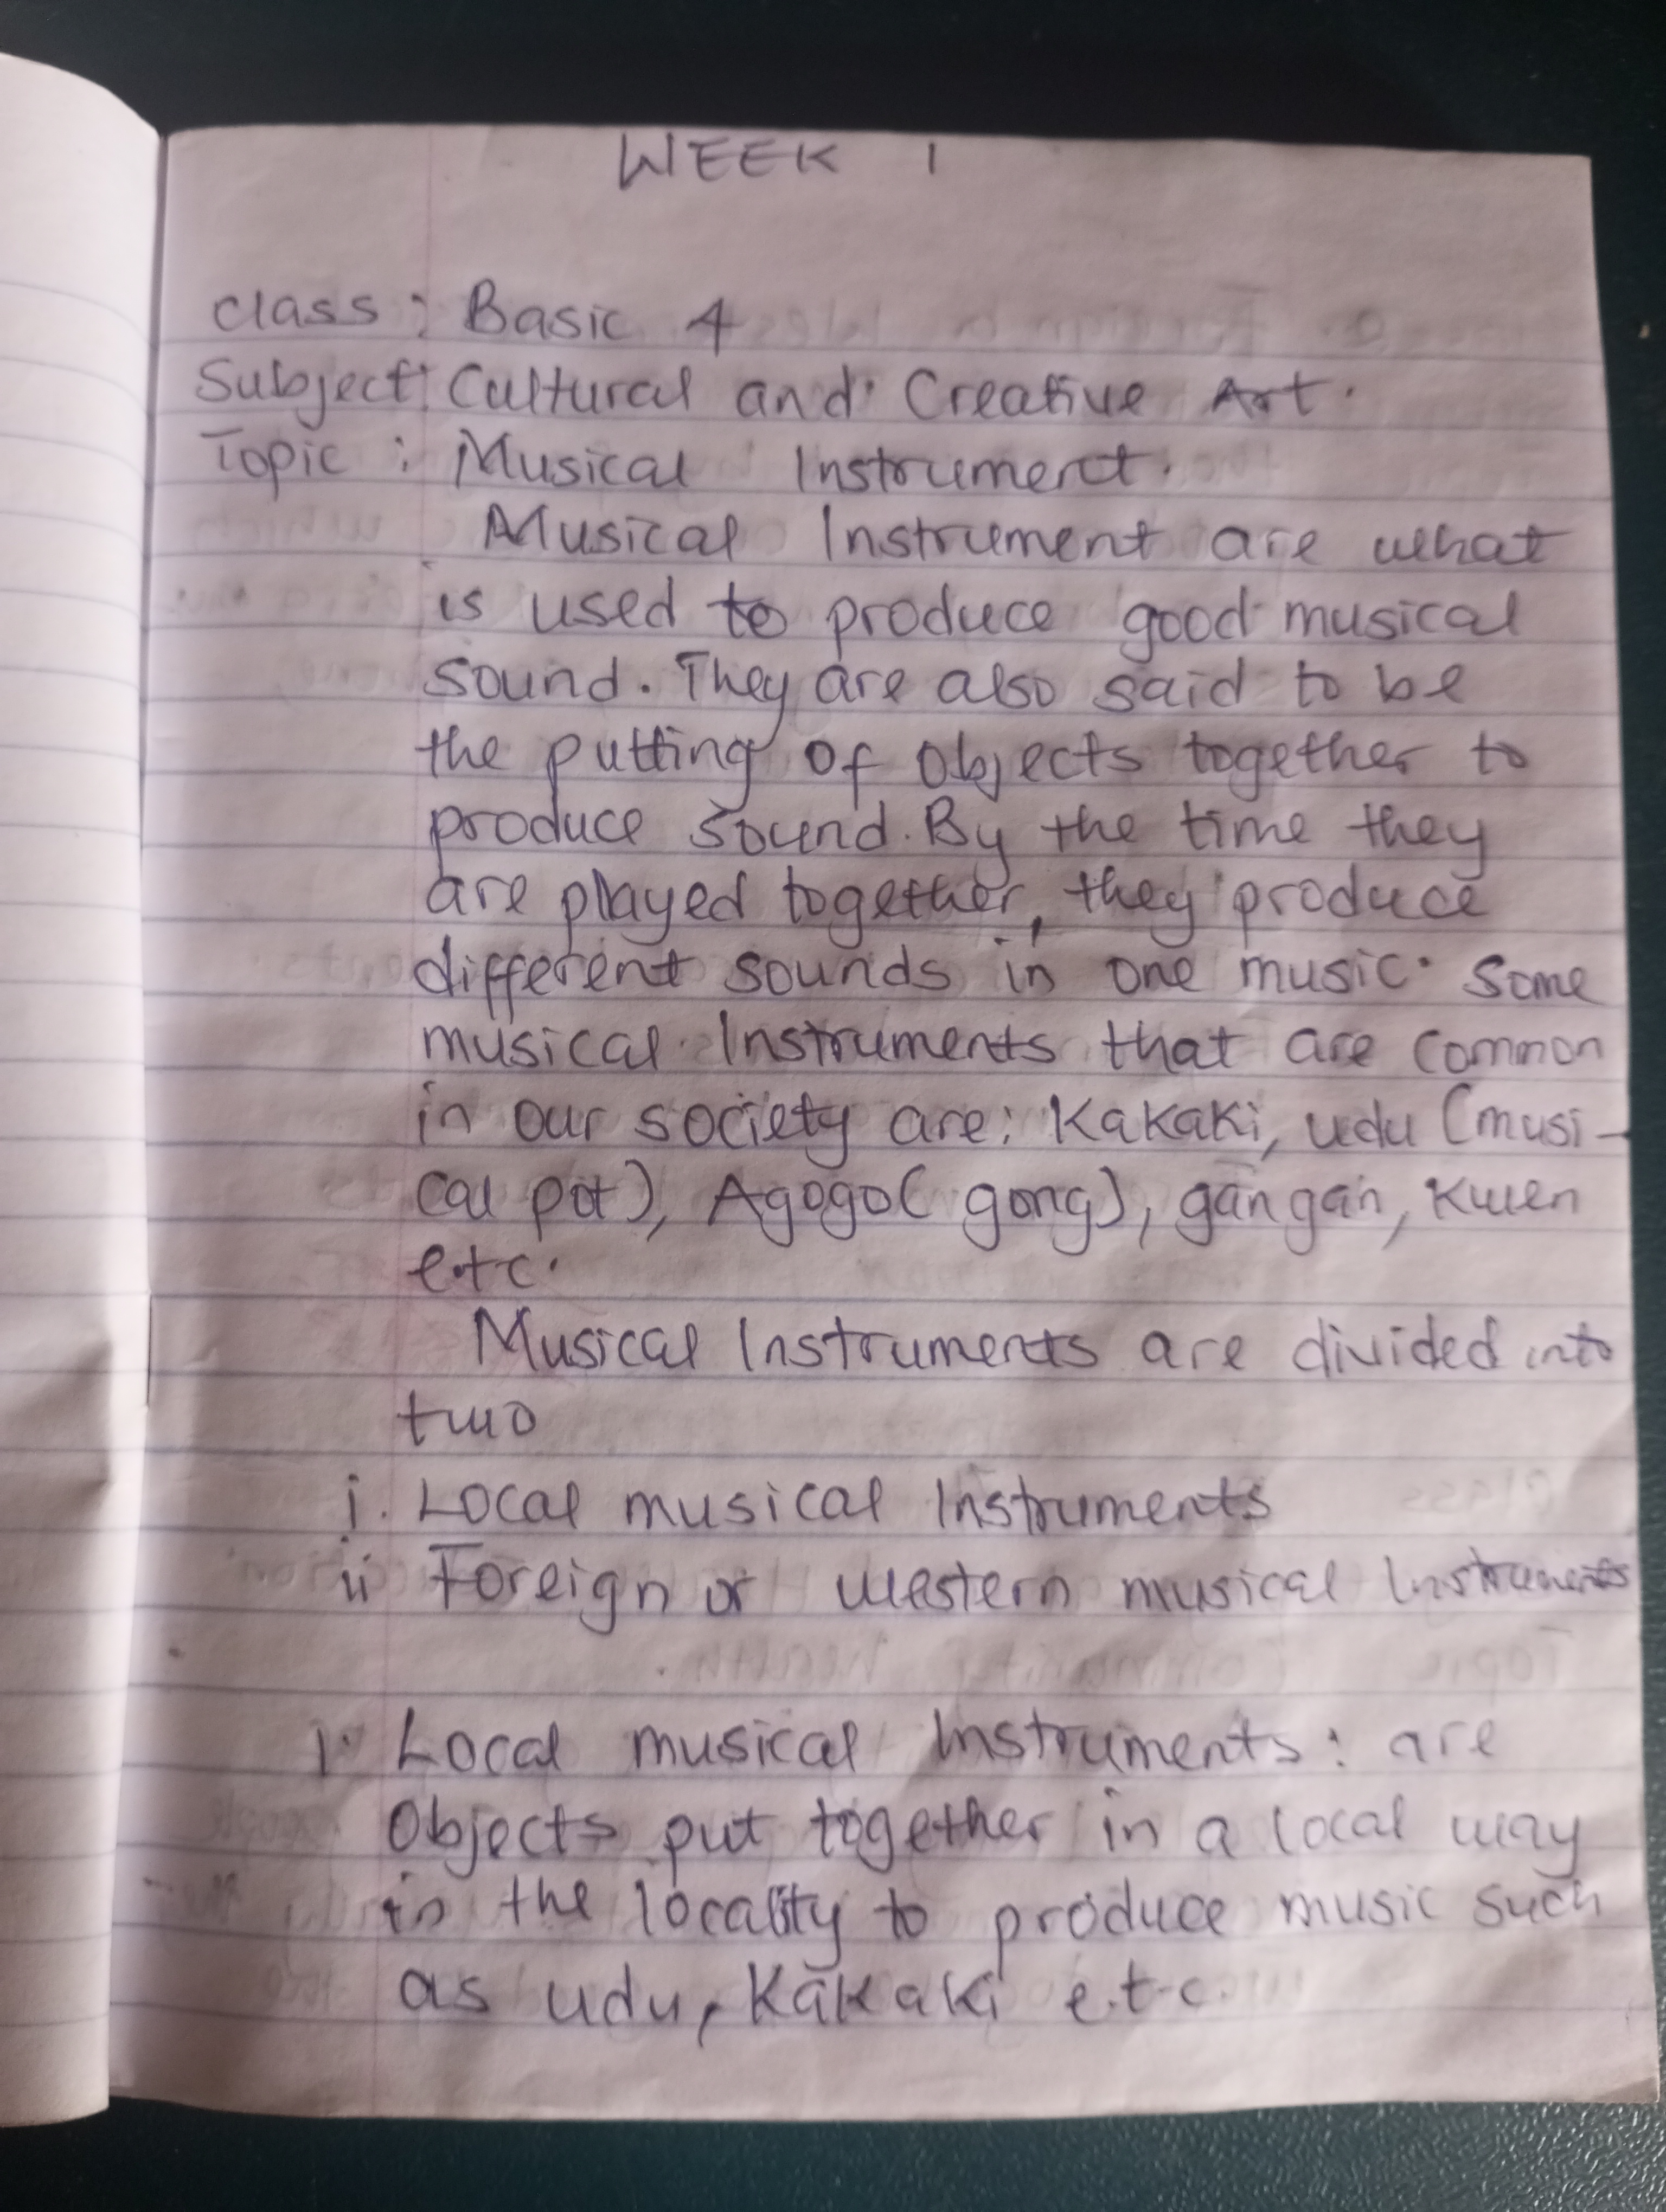 WEEK 1
Class: Basic 4
Subject: Cultural and Creative Art.
Topic: Musical Instrument.
Musical Instrument are what
is used to produce good musical
sound. They are also said to be
the putting of objects together to
produce sound. By the time they
are played together, they produce
different sounds in one music. Some
musical Instruments that are common
in our society are: Kakaki, udu (musi-
cal pot), Agogo (gong), gangan, Kwen
etc.
Musical Instruments are divided into
two
i. Local musical Instruments
ii Foreign or western musical Instruments
1. Local musical Instruments: are
Objects put together in a local way
in the locality to produce music such
as udu, Kakaki e.t.c.